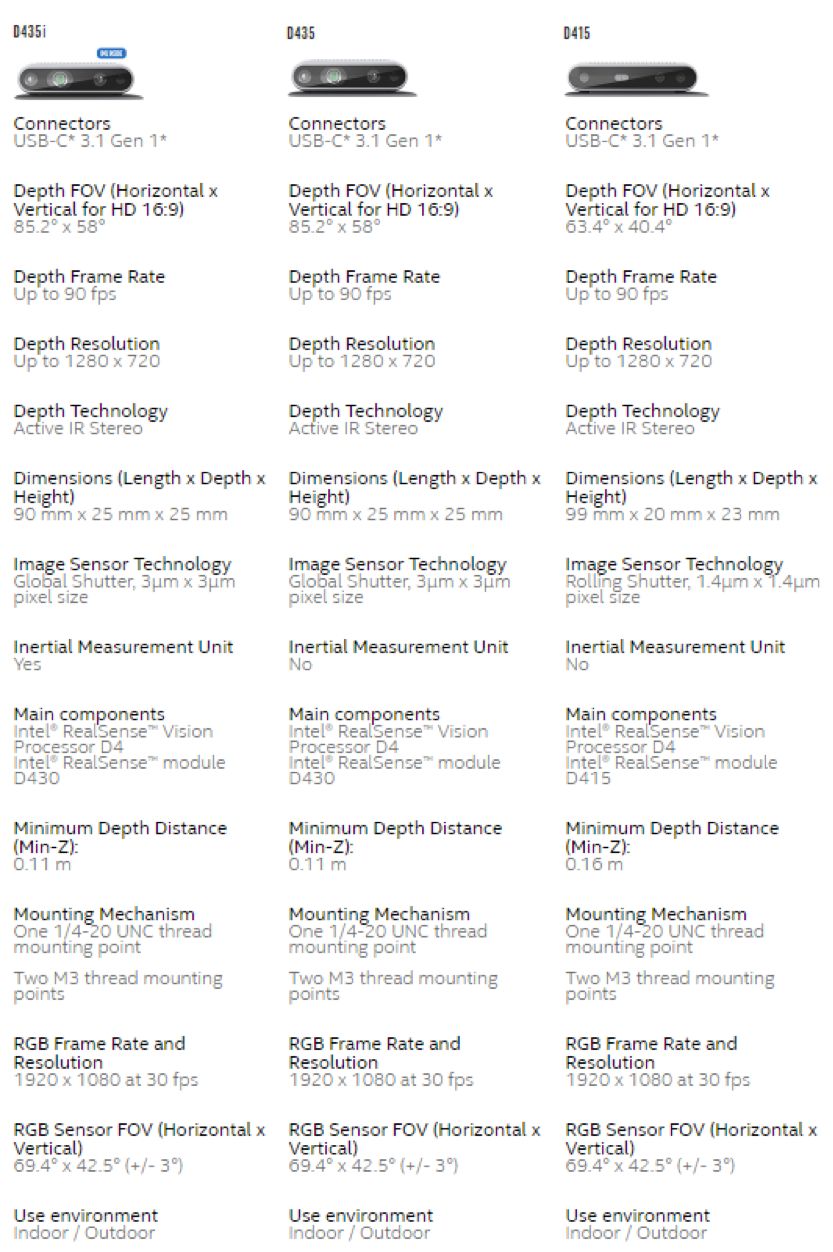 D435i
IMU INSIDE
Connectors
USB-C* 3.1 Gen 1*
Depth FOV (Horizontal x
Vertical for HD 16:9)
85.2° x 58°
Depth Frame Rate
Up to 90 fps
Depth Resolution
Up to 1280 x 720
Depth Technology
Active IR Stereo
Dimensions (Length x Depth x
Height)
90 mm x 25 mm x 25 mm
Image Sensor Technology
Global Shutter, 3μm x 3μm
pixel size
Inertial Measurement Unit
Yes
Main components
Intel® RealSense™ Vision
Processor D4
Intel® RealSense™ module
D430
Minimum Depth Distance
(Min-Z):
0.11 m
Mounting Mechanism
One 1/4-20 UNC thread
mounting point
Two M3 thread mounting
points
RGB Frame Rate and
Resolution
1920 x 1080 at 30 fps
RGB Sensor FOV (Horizontal x
Vertical)
69.4° x 42.5° (+/- 3°)
Use environment
Indoor / Outdoor
D435
Connectors
USB-C* 3.1 Gen 1*
Depth FOV (Horizontal x
Vertical for HD 16:9)
85.2° x 58°
Depth Frame Rate
Up to 90 fps
Depth Resolution
Up to 1280 x 720
Depth Technology
Active IR Stereo
Dimensions (Length x Depth x
Height)
90 mm x 25 mm x 25 mm
Image Sensor Technology
Global Shutter, 3μm x 3μm
pixel size
Inertial Measurement Unit
No
Main components
Intel® RealSense™ Vision
Processor D4
Intel® RealSense™ module
D430
Minimum Depth Distance
(Min-Z):
0.11 m
Mounting Mechanism
One 1/4-20 UNC thread
mounting point
Two M3 thread mounting
points
RGB Frame Rate and
Resolution
1920 x 1080 at 30 fps
RGB Sensor FOV (Horizontal x
Vertical)
69.4° x 42.5° (+/- 3°)
Use environment
Indoor / Outdoor
D415
Connectors
USB-C* 3.1 Gen 1*
Depth FOV (Horizontal x
Vertical for HD 16:9)
63.4° x 40.4°
Depth Frame Rate
Up to 90 fps
Depth Resolution
Up to 1280 x 720
Depth Technology
Active IR Stereo
Dimensions (Length x Depth x
Height)
99 mm x 20 mm x 23 mm
Image Sensor Technology
Rolling Shutter, 1.4μm x 1.4μm
pixel size
Inertial Measurement Unit
No
Main components
Intel® RealSense™ Vision
Processor D4
Intel® RealSense™ module
D415
Minimum Depth Distance
(Min-Z):
0.16 m
Mounting Mechanism
One 1/4-20 UNC thread
mounting point
Two M3 thread mounting
points
RGB Frame Rate and
Resolution
1920 x 1080 at 30 fps
RGB Sensor FOV (Horizontal x
Vertical)
69.4° x 42.5° (+/- 3°)
Use environment
Indoor / Outdoor